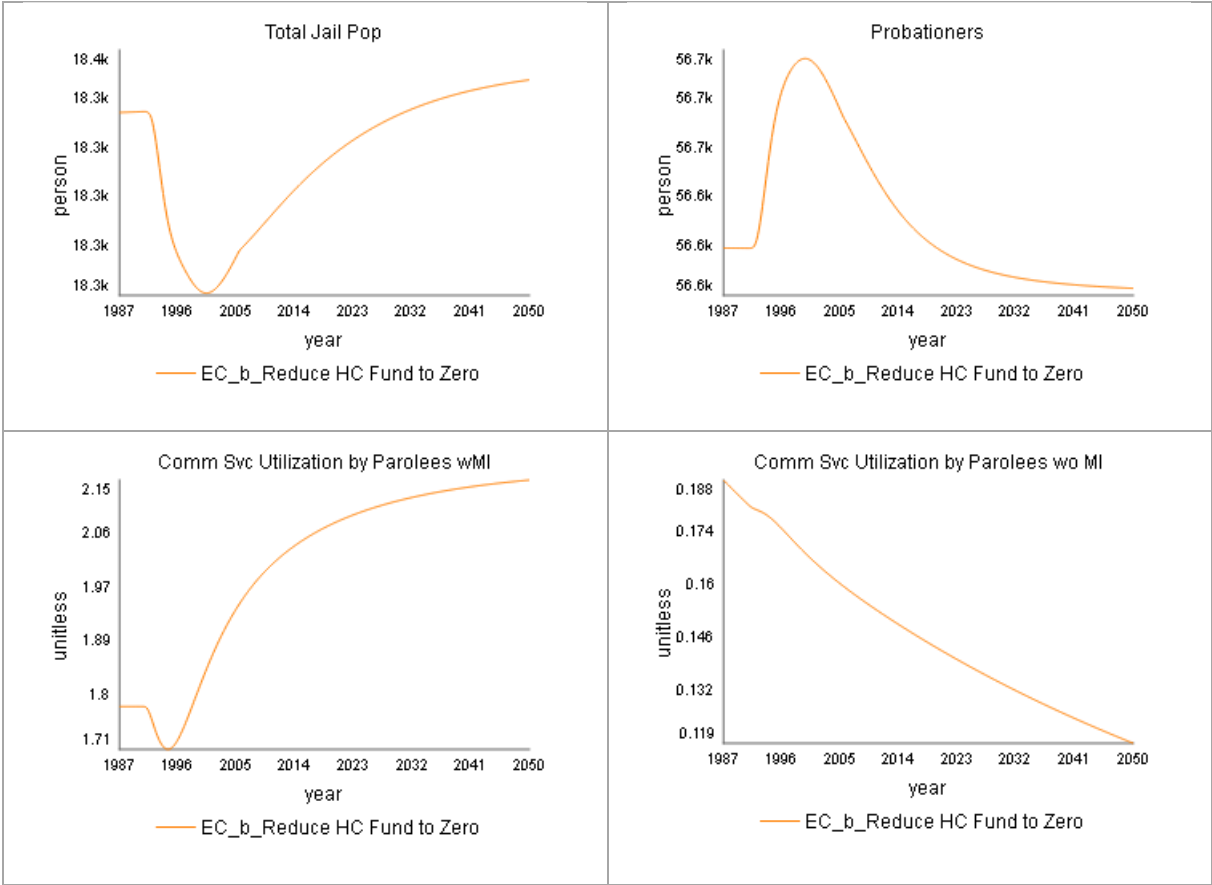 Total Jail Pop
18.4k
18.3k
18.3k
18.3k
18.3k
18.3k
person
1987 1996 2005 2014 2023 2032 2041 2050
year
EC_b_Reduce HC Fund to Zero
Probationers
56.7k
56.7k
56.7k
56.6k
56.6k
56.6k
person
1987 1996 2005 2014 2023 2032 2041 2050
year
EC_b_Reduce HC Fund to Zero
Comm Svc Utilization by Parolees wMI
2.15
2.06
1.97
1.89
1.8
1.71
unitless
1987 1996 2005 2014 2023 2032 2041 2050
year
EC_b_Reduce HC Fund to Zero
Comm Svc Utilization by Parolees wo MI
0.188
0.174
0.16
0.146
0.132
0.119
unitless
1987 1996 2005 2014 2023 2032 2041 2050
year
EC_b_Reduce HC Fund to Zero